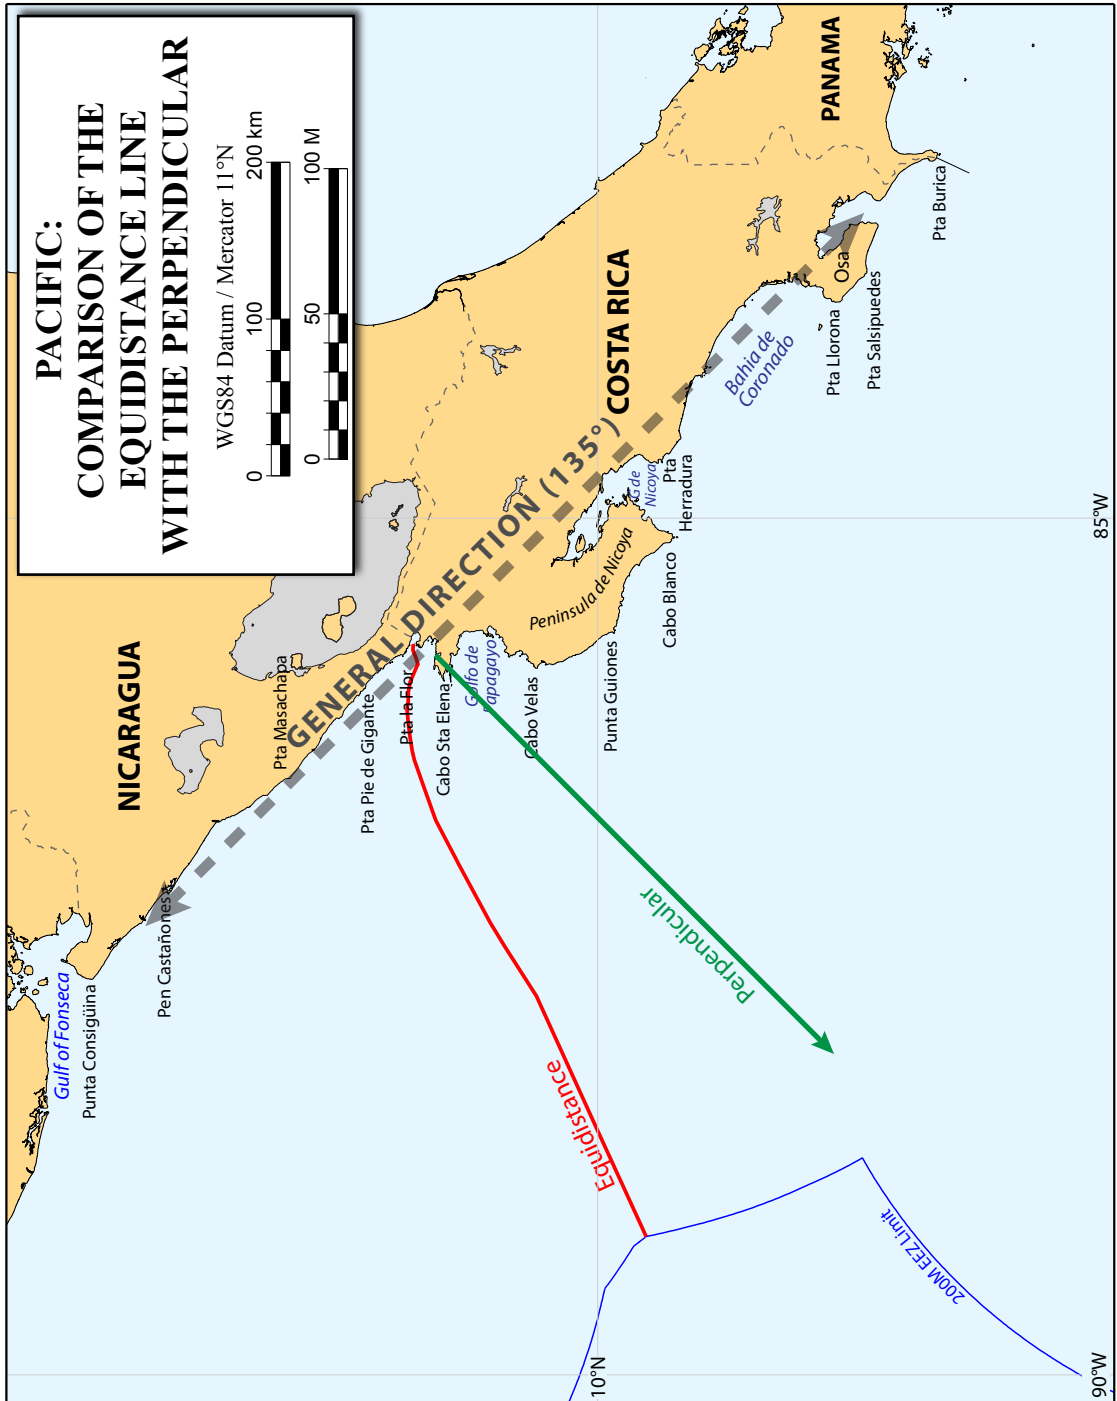 PACIFIC:
COMPARISON OF THE
EQUIDISTANCE LINE
WITH THE PERPENDICULAR
WGS84 Datum / Mercator 11°N
0
100
200 km
0
50
100 M
NICARAGUA
COSTA RICA
PANAMA
GENERAL DIRECTION (135°)
Gulf of Fonseca
Punta Consigüina
Pen Castañones
Pta Masachapa
Pta Pie de Gigante
Pta la Flor
Cabo Sta Elena
Golfo de
Papagayo
Cabo Velas
Punta Guiones
Peninsula de Nicoya
Cabo Blanco
G de
Nicoya
Pta
Herradura
Bahia de
Coronado
Pta Llorona
Osa
Pta Salsipuedes
Pta Burica
Equidistance
Perpendicular
200M EEZ Limit
10°N
90°W
85°W